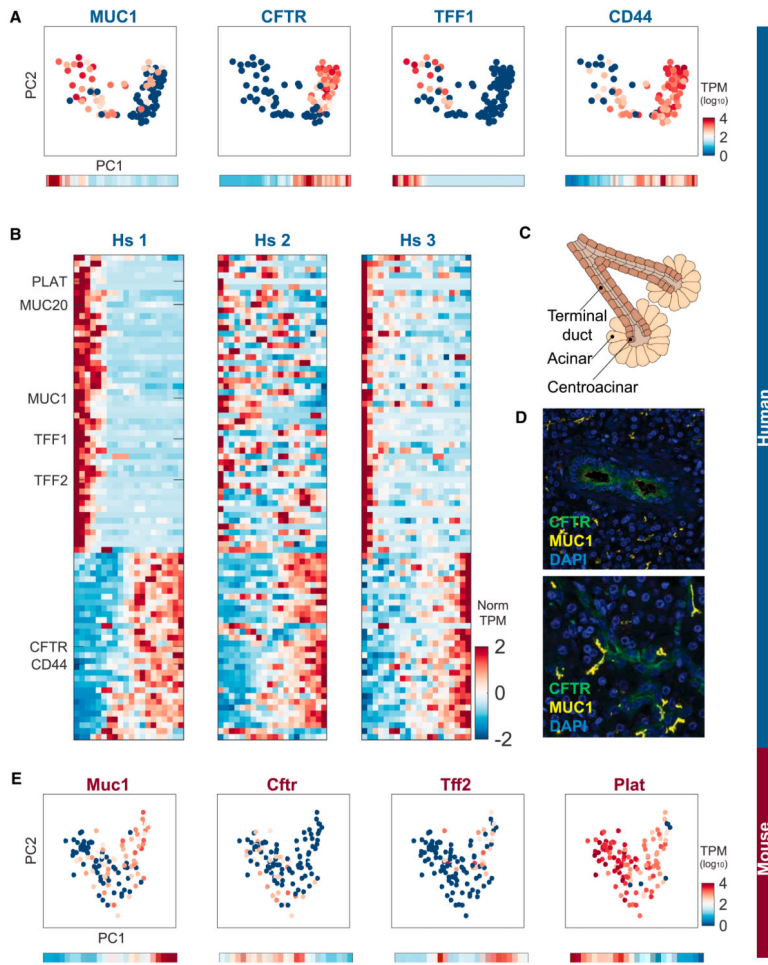 A
MUC1 CFTR TFF1 CD44
PC2
TPM
(log10)
4
2
0
PC1
B
Hs 1 Hs 2 Hs 3
PLAT
MUC20
MUC1
TFF1
TFF2
CFTR
CD44
Norm
TPM
2
0
-2
C
Terminal
duct
Acinar
Centroacinar
D
CFTR
MUC1
DAPI
CFTR
MUC1
DAPI
Human
E
Muc1 Cftr Tff2 Plat
PC2
TPM
(log10)
4
2
0
PC1
Mouse